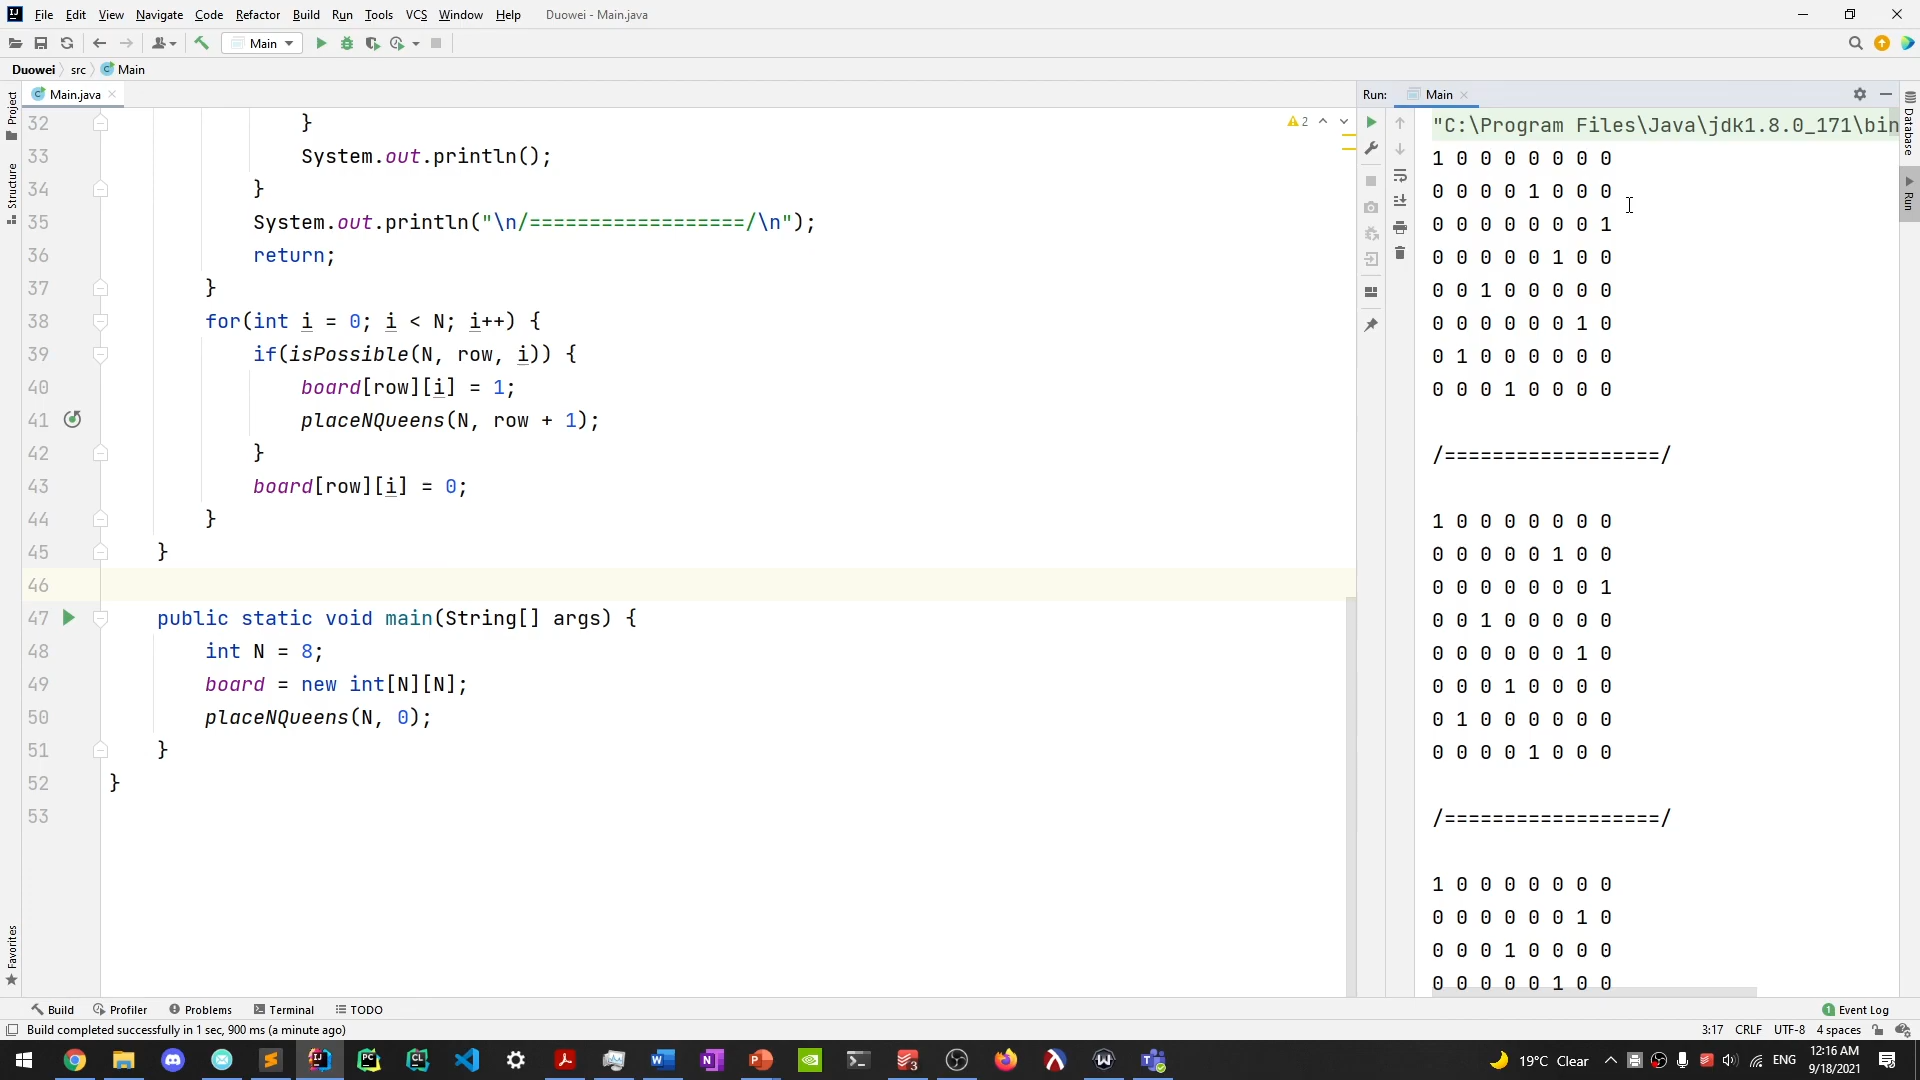 File Edit View Navigate Code Refactor Build Run Tools VCS Window Help Duowei - Main.java
Main
Duowei src Main
Project
Structure
Favorites
Main.java
2
32 }
33 System.out.println();
34 }
35 System.out.println("\n/==================/\n");
36 return;
37 }
38 for(int i = 0; i < N; i++) {
39 if(isPossible(N, row, i)) {
40 board[row][i] = 1;
41 placeNQueens(N, row + 1);
42 }
43 board[row][i] = 0;
44 }
45 }
46
47 public static void main(String[] args) {
48 int N = 8;
49 board = new int[N][N];
50 placeNQueens(N, 0);
51 }
52 }
53
Run: Main
"C:\Program Files\Java\jdk1.8.0_171\bin
1 0 0 0 0 0 0 0
0 0 0 0 1 0 0 0
0 0 0 0 0 0 0 1
0 0 0 0 0 1 0 0
0 0 1 0 0 0 0 0
0 0 0 0 0 0 1 0
0 1 0 0 0 0 0 0
0 0 0 1 0 0 0 0
/==================/
1 0 0 0 0 0 0 0
0 0 0 0 0 1 0 0
0 0 0 0 0 0 0 1
0 0 1 0 0 0 0 0
0 0 0 0 0 0 1 0
0 0 0 1 0 0 0 0
0 1 0 0 0 0 0 0
0 0 0 0 1 0 0 0
/==================/
1 0 0 0 0 0 0 0
0 0 0 0 0 0 1 0
0 0 0 1 0 0 0 0
0 0 0 0 0 1 0 0
Database
Run
Build Profiler Problems Terminal TODO 1 Event Log
Build completed successfully in 1 sec, 900 ms (a minute ago) 3:17 CRLF UTF-8 4 spaces
19°C Clear ENG 12:16 AM
9/18/2021